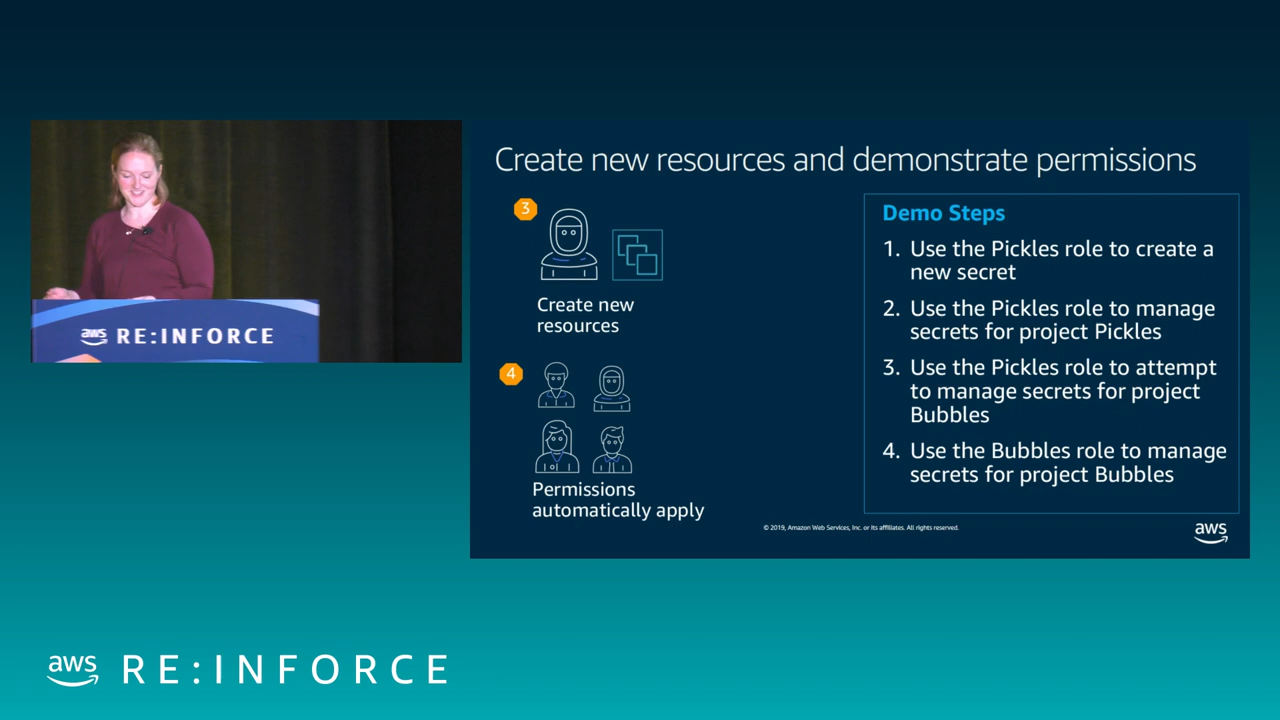 Create new resources and demonstrate permissions
3
Create new
resources
4
Permissions
automatically apply
Demo Steps
1. Use the Pickles role to create a
new secret
2. Use the Pickles role to manage
secrets for project Pickles
3. Use the Pickles role to attempt
to manage secrets for project
Bubbles
4. Use the Bubbles role to manage
secrets for project Bubbles
© 2019, Amazon Web Services, Inc. or its affiliates. All rights reserved.
aws
aws RE:INFORCE
aws RE:INFORCE